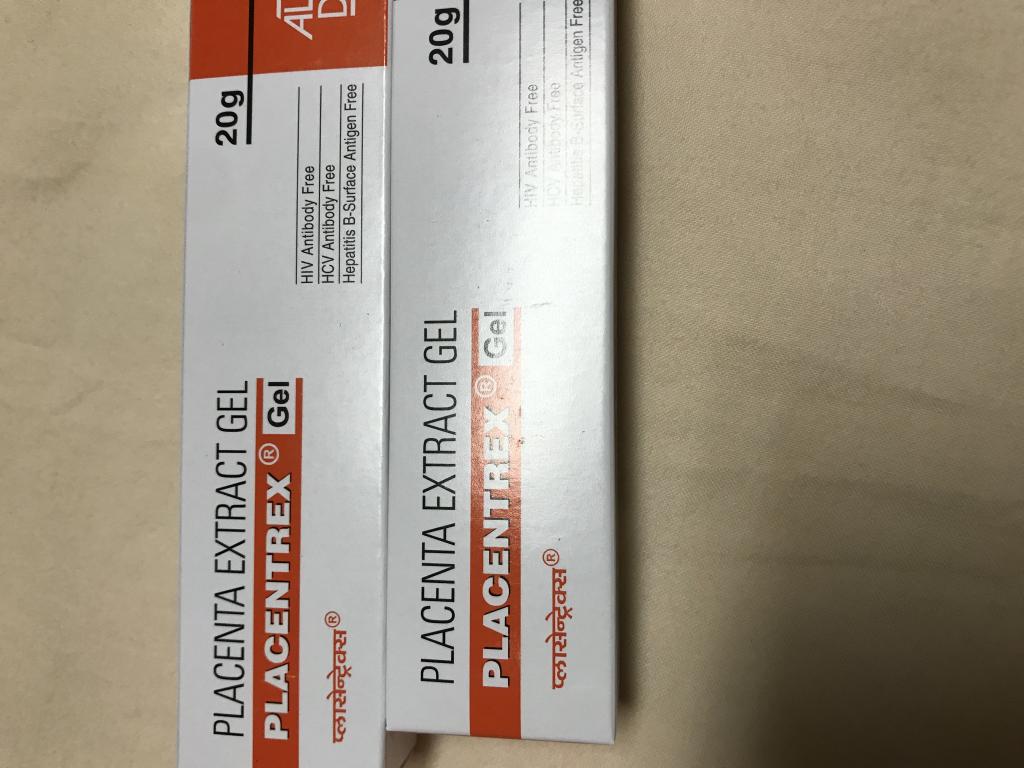 PLACENTA EXTRACT GEL
PLACENTREX® Gel
प्लासेन्ट्रेक्स®
HIV Antibody Free
HCV Antibody Free
Hepatitis B-Surface Antigen Free
20g
PLACENTA EXTRACT GEL
PLACENTREX® Gel
प्लासेन्ट्रेक्स®
HIV Antibody Free
HCV Antibody Free
Hepatitis B-Surface Antigen Free
20g